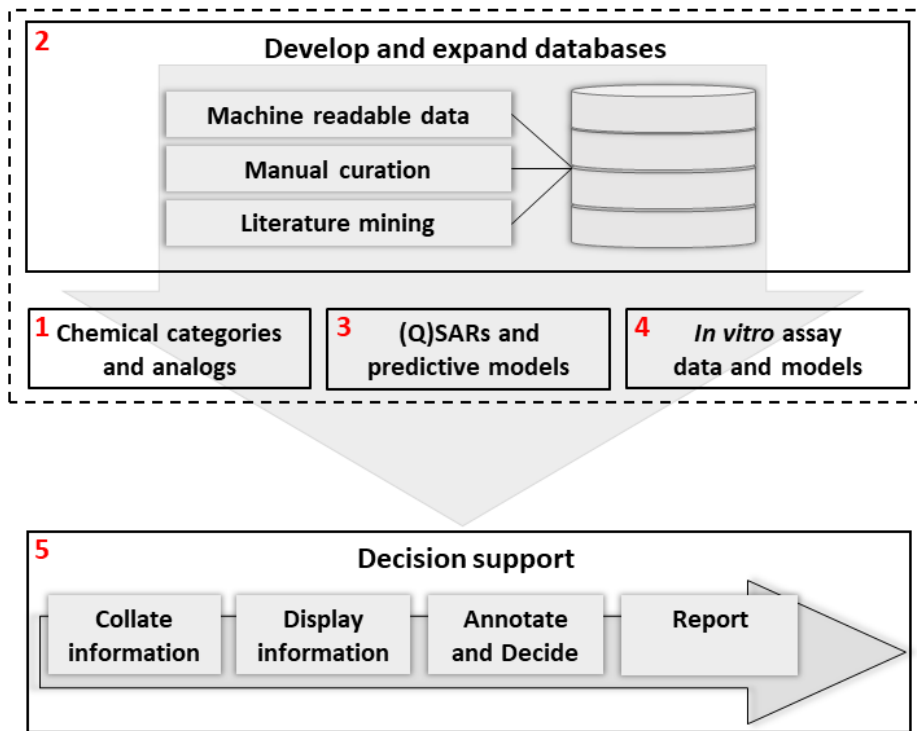 2
Develop and expand databases
Machine readable data
Manual curation
Literature mining
1
Chemical categories
and analogs
3
(Q)SARs and
predictive models
4
In vitro assay
data and models
5
Decision support
Collate
information
Display
information
Annotate
and Decide
Report